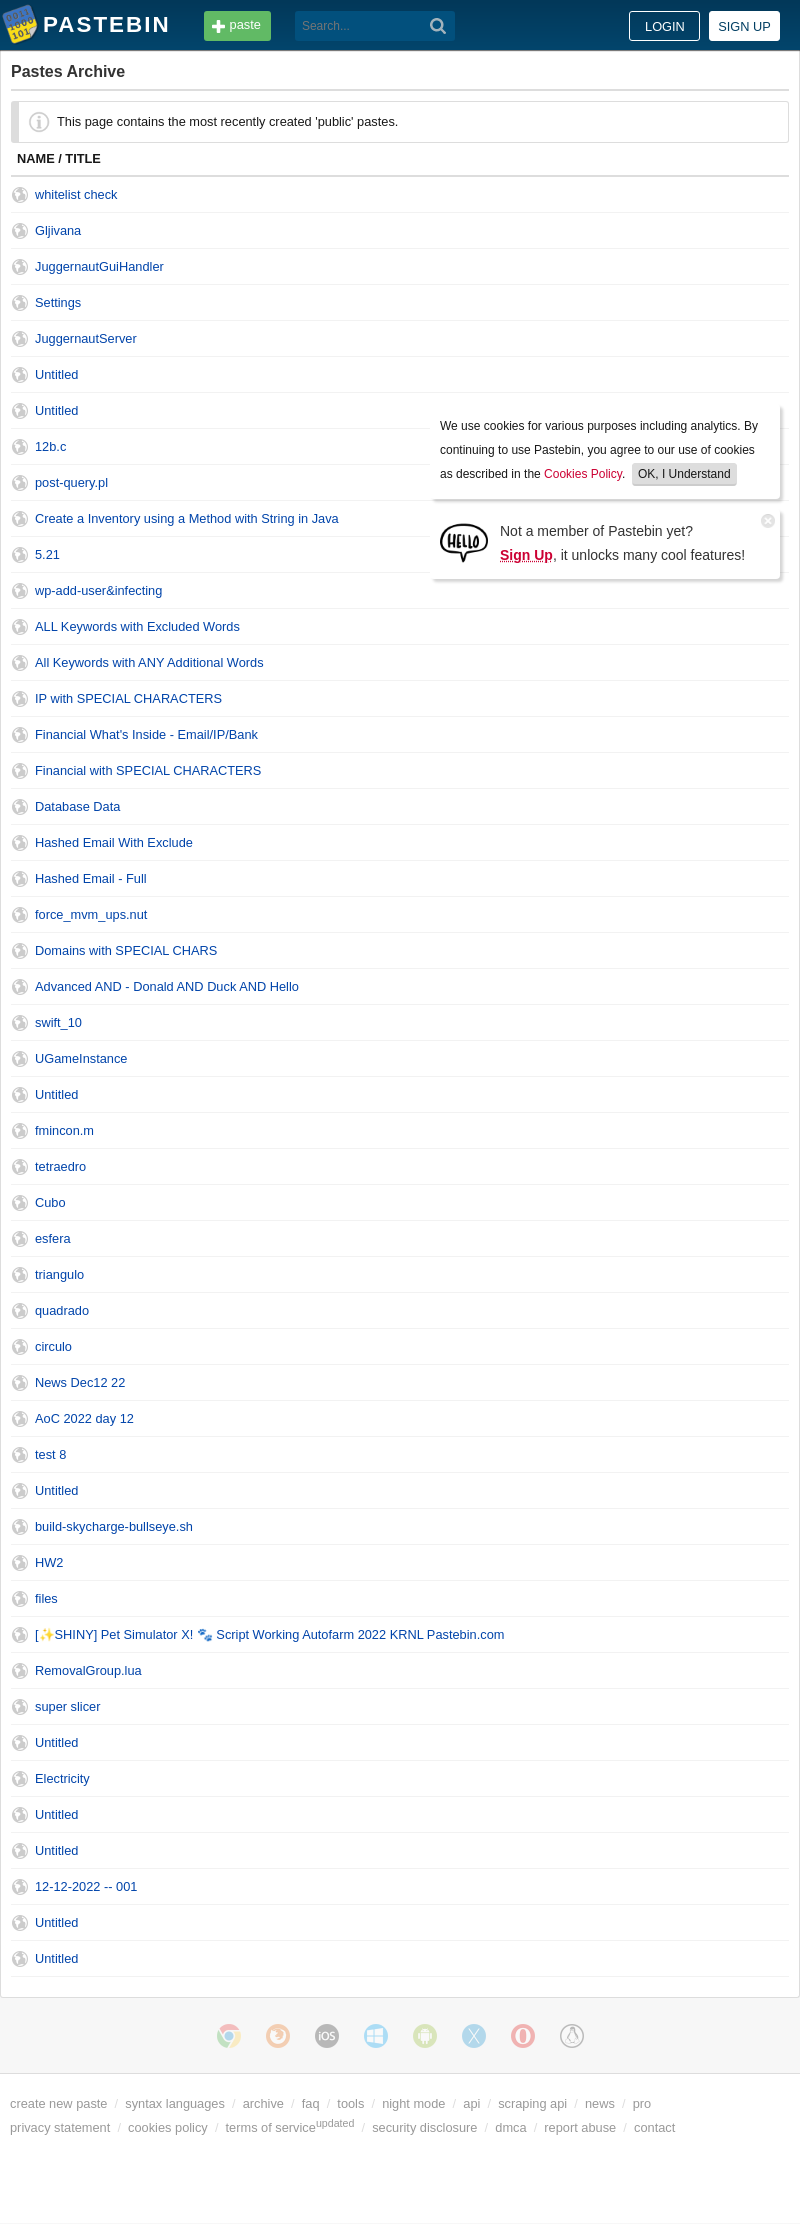 PASTEBIN paste Search... LOGIN SIGN UP
Pastes Archive
This page contains the most recently created 'public' pastes.
NAME / TITLE
whitelist check
Gljivana
JuggernautGuiHandler
Settings
JuggernautServer
Untitled
Untitled
12b.c
post-query.pl
Create a Inventory using a Method with String in Java
5.21
wp-add-user&infecting
We use cookies for various purposes including analytics. By
continuing to use Pastebin, you agree to our use of cookies
as described in the Cookies Policy. OK, I Understand
HELLO
Not a member of Pastebin yet?
Sign Up, it unlocks many cool features!
ALL Keywords with Excluded Words
All Keywords with ANY Additional Words
IP with SPECIAL CHARACTERS
Financial What's Inside - Email/IP/Bank
Financial with SPECIAL CHARACTERS
Database Data
Hashed Email With Exclude
Hashed Email - Full
force_mvm_ups.nut
Domains with SPECIAL CHARS
Advanced AND - Donald AND Duck AND Hello
swift_10
UGameInstance
Untitled
fmincon.m
tetraedro
Cubo
esfera
triangulo
quadrado
circulo
News Dec12 22
AoC 2022 day 12
test 8
Untitled
build-skycharge-bullseye.sh
HW2
files
[✨SHINY] Pet Simulator X! 🐾 Script Working Autofarm 2022 KRNL Pastebin.com
RemovalGroup.lua
super slicer
Untitled
Electricity
Untitled
Untitled
12-12-2022 -- 001
Untitled
Untitled
iOS
create new paste / syntax languages / archive / faq / tools / night mode / api / scraping api / news / pro
privacy statement / cookies policy / terms of service updated / security disclosure / dmca / report abuse / contact